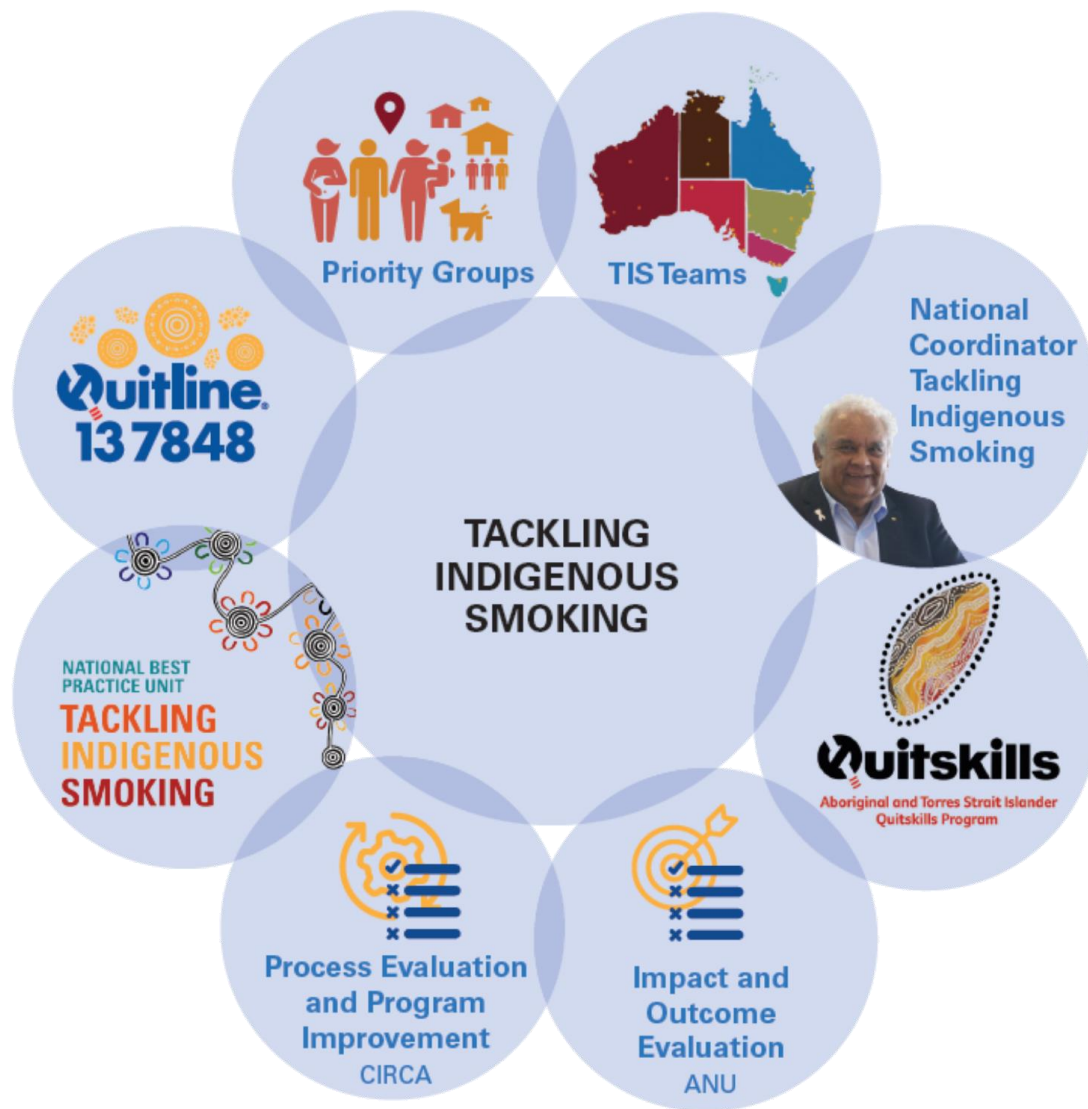 Priority Groups
TIS Teams
National
Coordinator
Tackling
Indigenous
Smoking
Quitline®
13 7848
TACKLING
INDIGENOUS
SMOKING
NATIONAL BEST
PRACTICE UNIT
TACKLING
INDIGENOUS
SMOKING
Quitskills
Aboriginal and Torres Strait Islander
Quitskills Program
Process Evaluation
and Program
Improvement
CIRCA
Impact and
Outcome
Evaluation
ANU